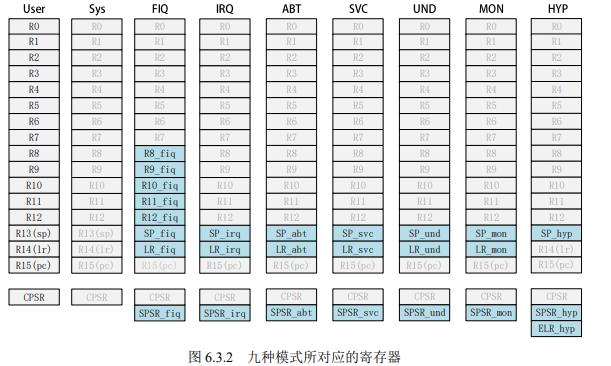 User Sys FIQ IRQ ABT SVC UND MON HYP
R0 R0 R0 R0 R0 R0 R0 R0 R0
R1 R1 R1 R1 R1 R1 R1 R1 R1
R2 R2 R2 R2 R2 R2 R2 R2 R2
R3 R3 R3 R3 R3 R3 R3 R3 R3
R4 R4 R4 R4 R4 R4 R4 R4 R4
R5 R5 R5 R5 R5 R5 R5 R5 R5
R6 R6 R6 R6 R6 R6 R6 R6 R6
R7 R7 R7 R7 R7 R7 R7 R7 R7
R8 R8 R8_fiq R8 R8 R8 R8 R8 R8
R9 R9 R9_fiq R9 R9 R9 R9 R9 R9
R10 R10 R10_fiq R10 R10 R10 R10 R10 R10
R11 R11 R11_fiq R11 R11 R11 R11 R11 R11
R12 R12 R12_fiq R12 R12 R12 R12 R12 R12
R13(sp) R13(sp) SP_fiq SP_irq SP_abt SP_svc SP_und SP_mon SP_hyp
R14(lr) R14(lr) LR_fiq LR_irq LR_abt LR_svc LR_und LR_mon R14(lr)
R15(pc) R15(pc) R15(pc) R15(pc) R15(pc) R15(pc) R15(pc) R15(pc) R15(pc)
CPSR CPSR CPSR CPSR CPSR CPSR CPSR CPSR CPSR
SPSR_fiq SPSR_irq SPSR_abt SPSR_svc SPSR_und SPSR_mon SPSR_hyp
ELR_hyp
图 6.3.2 九种模式所对应的寄存器